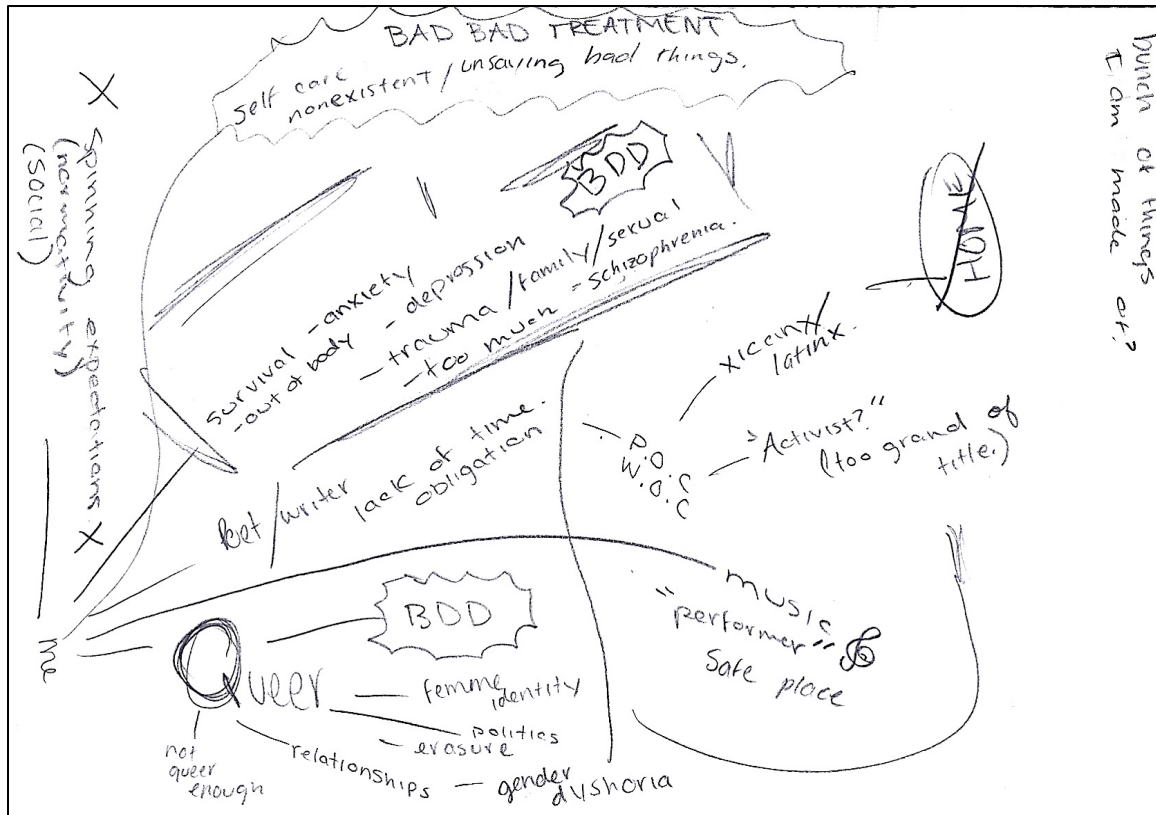 BAD BAD TREATMENT
self care
nonexistent / unsaving bad things.
bunch of things
I am made of?
X Spinning expectations X
(normativity)
(social)
BDD
HOME
survival - anxiety
- out of body - depression
- trauma / family / sexual
- too much - schizophrenia.
xicanx/
latinx.
P.O.C
W.O.C
"Activist?"
(too grand of
title.)
Poet/writer
lack of time.
obligation
music
"performer"
Safe place
me
Queer
BDD
femme
identity
politics
- erasure
relationships
gender
dyshoria
not
queer
enough